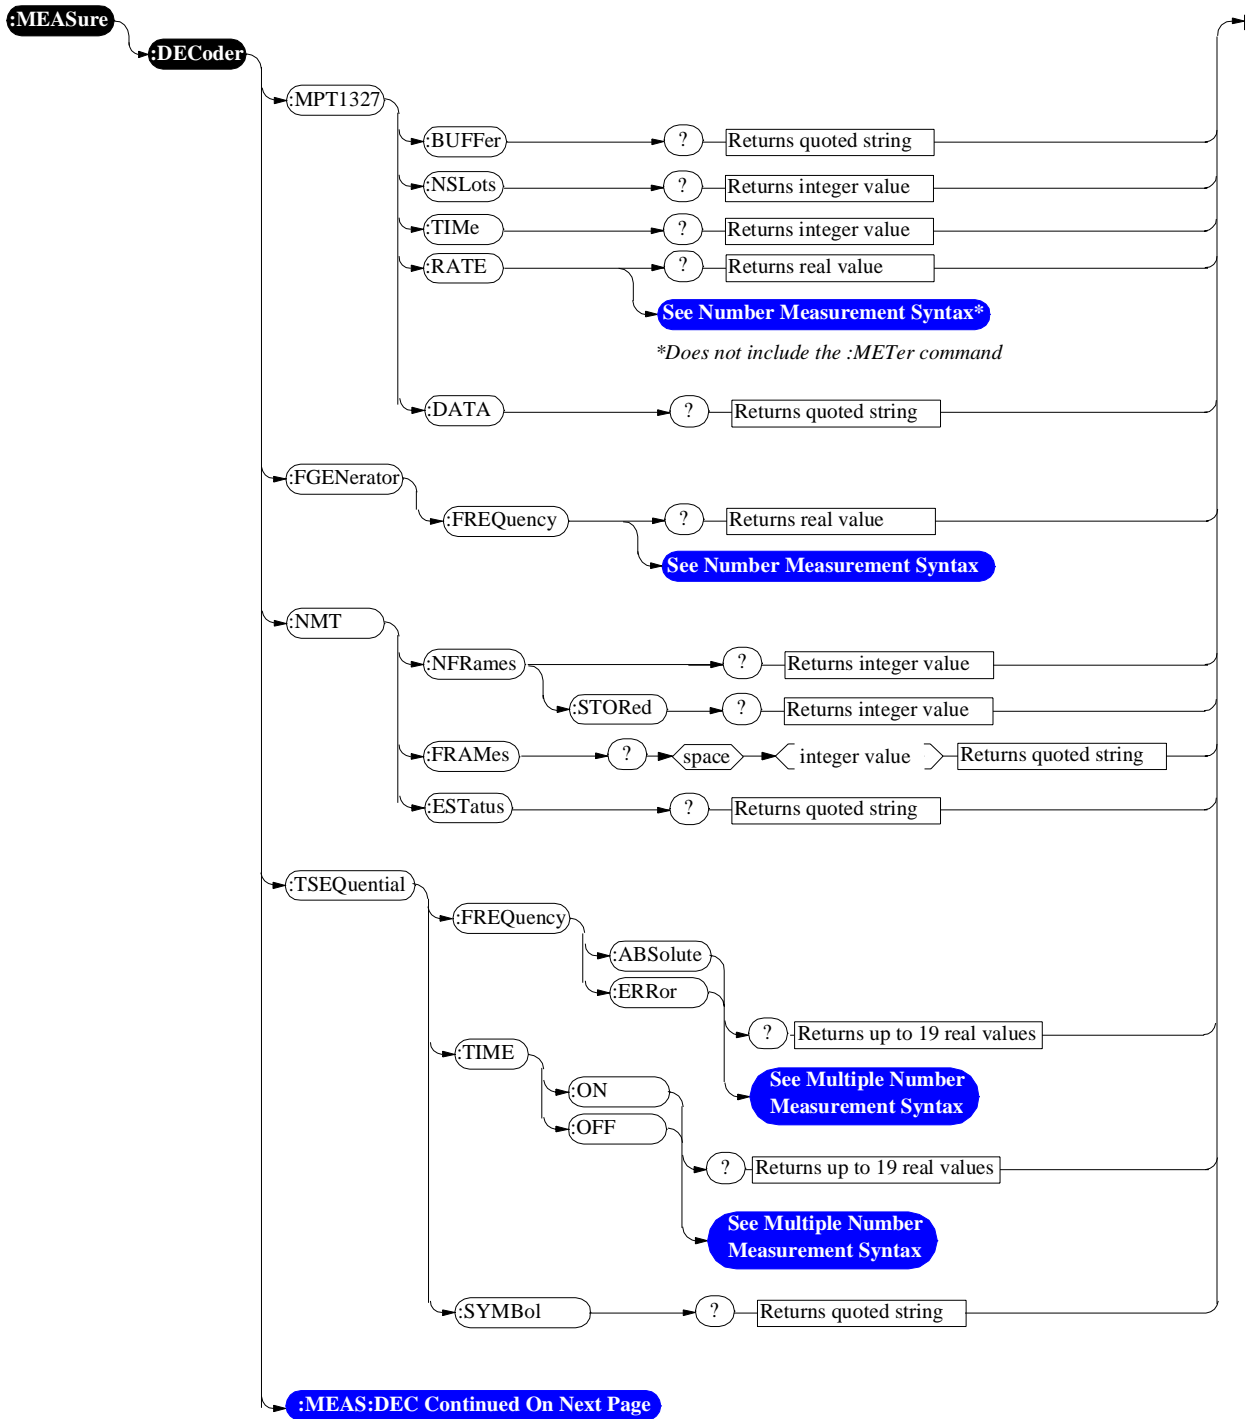 :MEASure
:DECoder
:MPT1327
:BUFFer ? Returns quoted string
:NSLots ? Returns integer value
:TIMe ? Returns integer value
:RATE ? Returns real value
See Number Measurement Syntax*
*Does not include the :METer command
:DATA ? Returns quoted string
:FGENerator
:FREQuency ? Returns real value
See Number Measurement Syntax
:NMT
:NFRames ? Returns integer value
:STORed ? Returns integer value
:FRAMes ? space integer value Returns quoted string
:ESTatus ? Returns quoted string
:TSEQuential
:FREQuency
:ABSolute
:ERRor
? Returns up to 19 real values
:TIME
See Multiple Number
Measurement Syntax
:ON
:OFF
? Returns up to 19 real values
See Multiple Number
Measurement Syntax
:SYMBol ? Returns quoted string
:MEAS:DEC Continued On Next Page